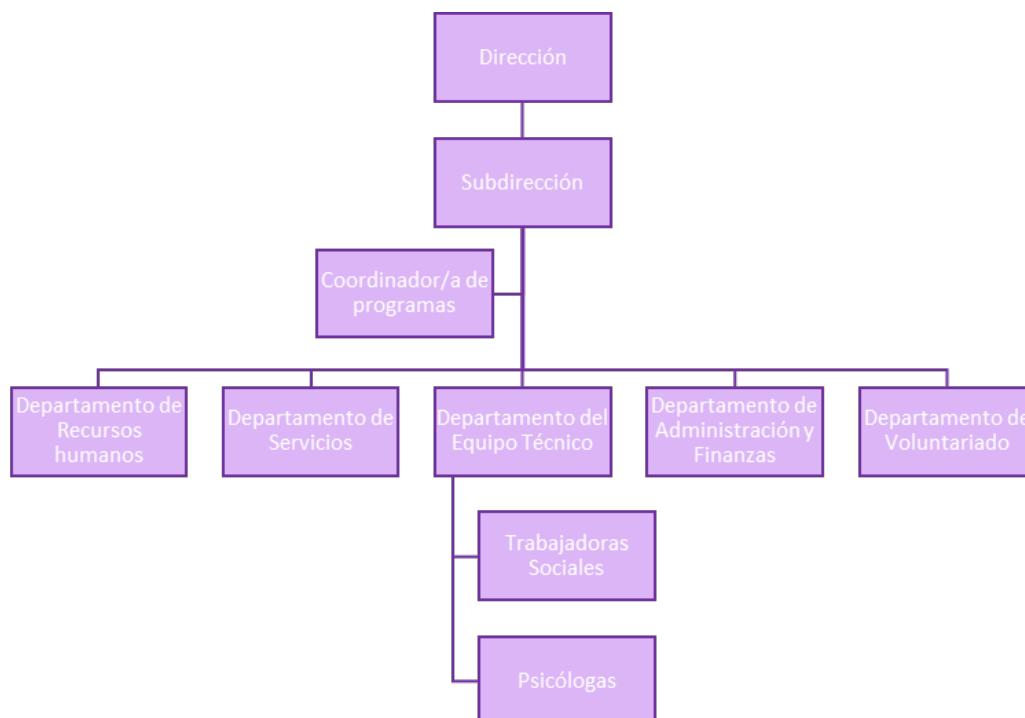 Dirección
Subdirección
Coordinador/a de
programas
Departamento de
Recursos
humanos
Departamento de
Servicios
Departamento del
Equipo Técnico
Departamento de
Administración y
Finanzas
Departamento de
Voluntariado
Trabajadoras
Sociales
Psicólogas